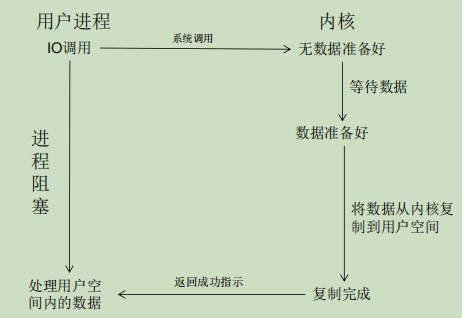 用户进程
内核
IO调用
系统调用
无数据准备好
等待数据
数据准备好
进
程
阻
塞
将数据从内核复
制到用户空间
处理用户空
间内的数据
返回成功指示
复制完成